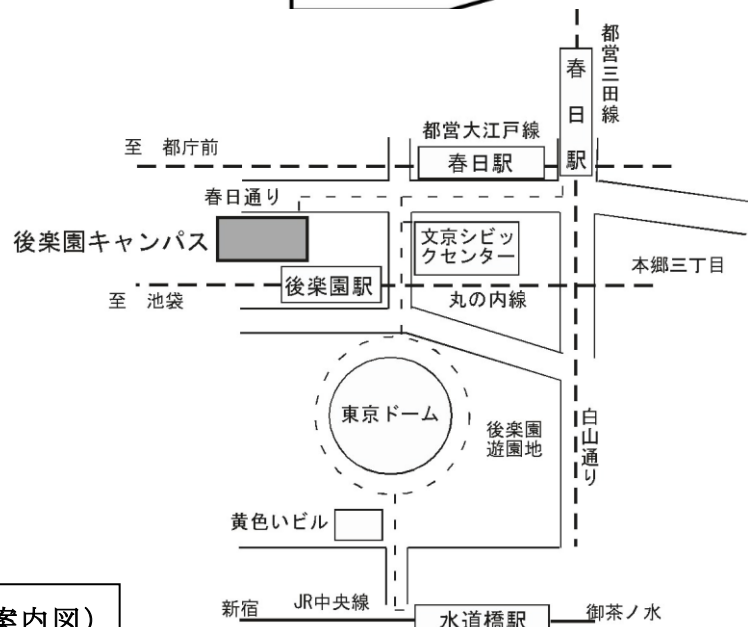 都営三田線
春日駅
都営大江戸線
至　都庁前
春日駅
春日通り
後楽園キャンパス
文京シビッ
クセンター
本郷三丁目
後楽園駅
至　池袋
丸の内線
東京ドーム
後楽園
遊園地
白山通り
黄色いビル
案内図）
新宿
JR中央線
水道橋駅
御茶ノ水